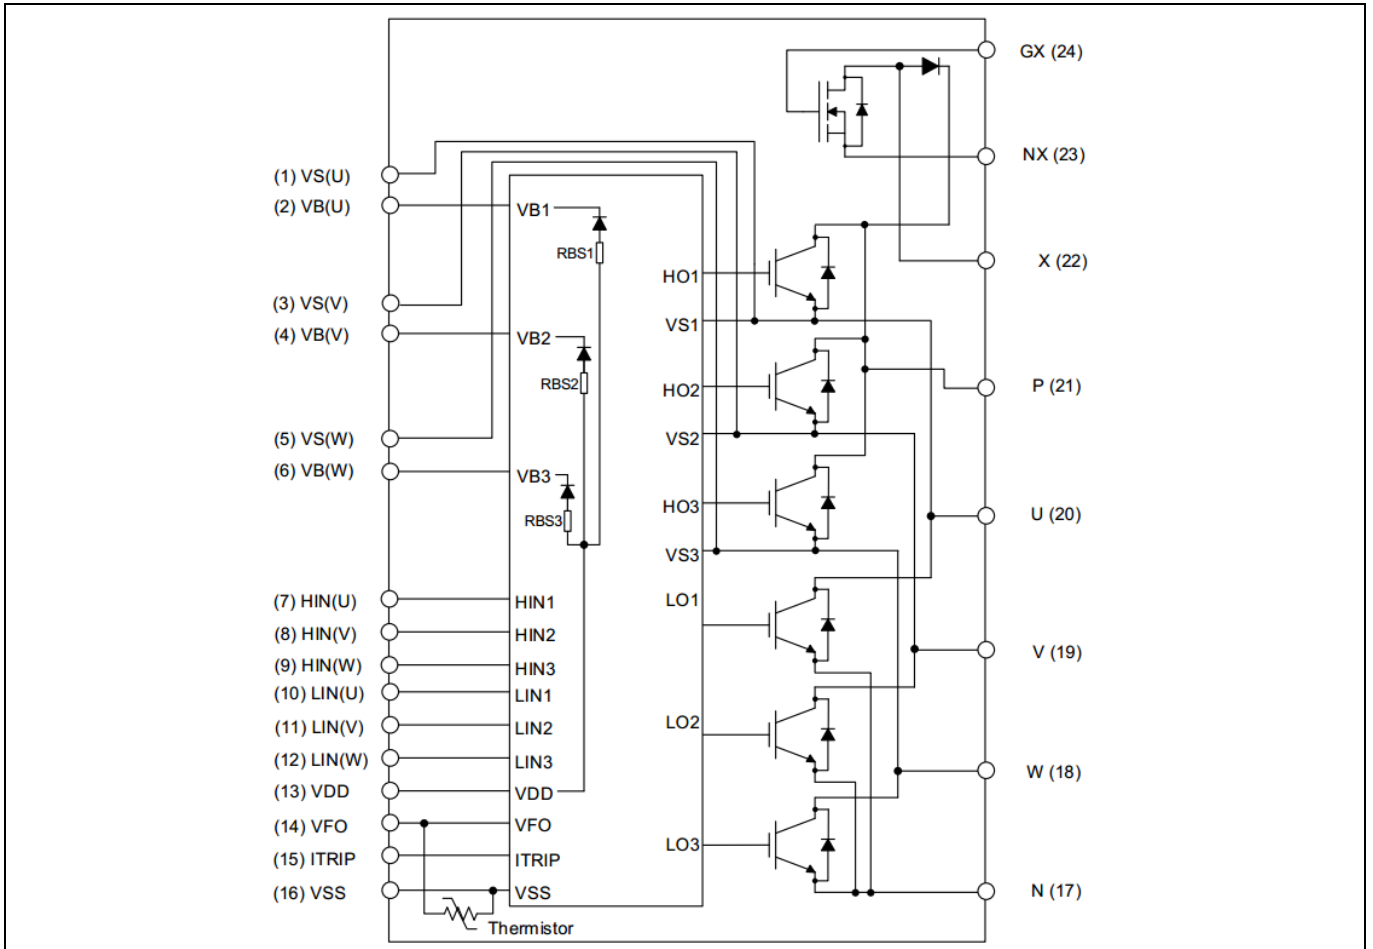 (1) VS(U)
(2) VB(U)
(3) VS(V)
(4) VB(V)
(5) VS(W)
(6) VB(W)
(7) HIN(U)
(8) HIN(V)
(9) HIN(W)
(10) LIN(U)
(11) LIN(V)
(12) LIN(W)
(13) VDD
(14) VFO
(15) ITRIP
(16) VSS
VB1
RBS1
VB2
RBS2
VB3
RBS3
HIN1
HIN2
HIN3
LIN1
LIN2
LIN3
VDD
VFO
ITRIP
VSS
Thermistor
HO1
VS1
HO2
VS2
HO3
VS3
LO1
LO2
LO3
GX (24)
NX (23)
X (22)
P (21)
U (20)
V (19)
W (18)
N (17)